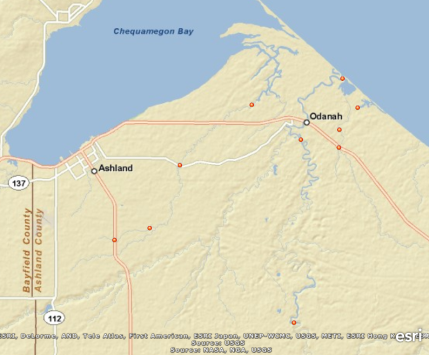 Chequamegon Bay
Odanah
Ashland
137
Bayfield County
Ashland County
112
ESRI, DeLorme, AND, Tele Atlas, First American, ESRI Japan, UNEP-WCMC, USGS, METI, ESRI Hong K
esri
Source: USGS
Source: NASA, NGA, USGS